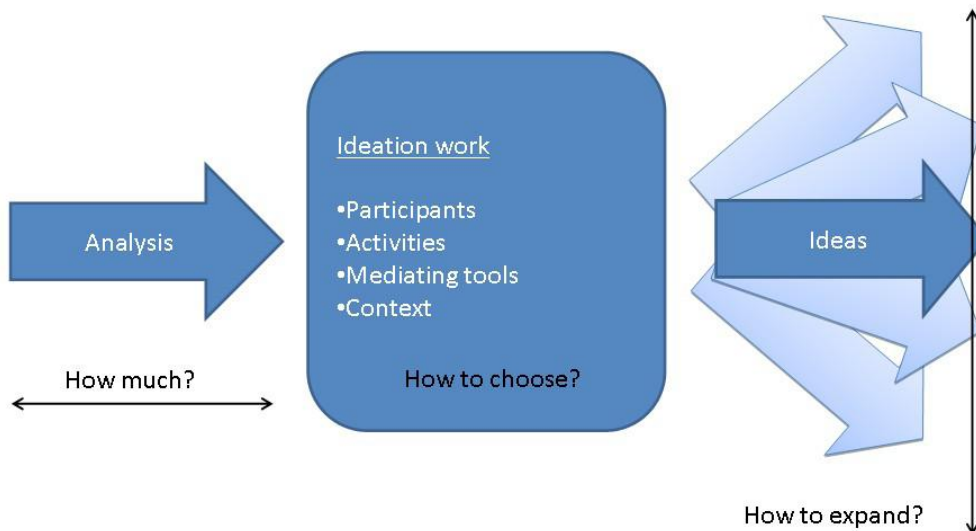 Analysis
How much?
Ideation work
•Participants
•Activities
•Mediating tools
•Context
How to choose?
Ideas
How to expand?